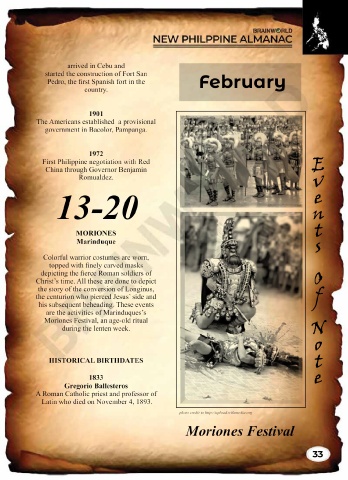 BRAINWORLD
NEW PHILPPINE ALMANAC
February
arrived in Cebu and
started the construction of Fort San
Pedro, the first Spanish fort in the
country.
1901
The Americans established a provisional
government in Bacolor, Pampanga.
1972
First Philippine negotiation with Red
China through Governor Benjamin
Romualdez.
13-20
MORIONES
Marinduque
Colorful warrior costumes are worn,
topped with finely carved masks
depicting the fierce Roman soldiers of
Christ's time. All these are done to depict
the story of the conversion of Longinus,
the centurion who pierced Jesus' side and
his subsequent beheading. These events
are the activities of Marinduques's
Moriones Festival, an age-old ritual
during the lenten week.
HISTORICAL BIRTHDATES
1833
Gregorio Ballesteros
A Roman Catholic priest and professor of
Latin who died on November 4, 1893.
Events Of Note
Moriones Festival
33